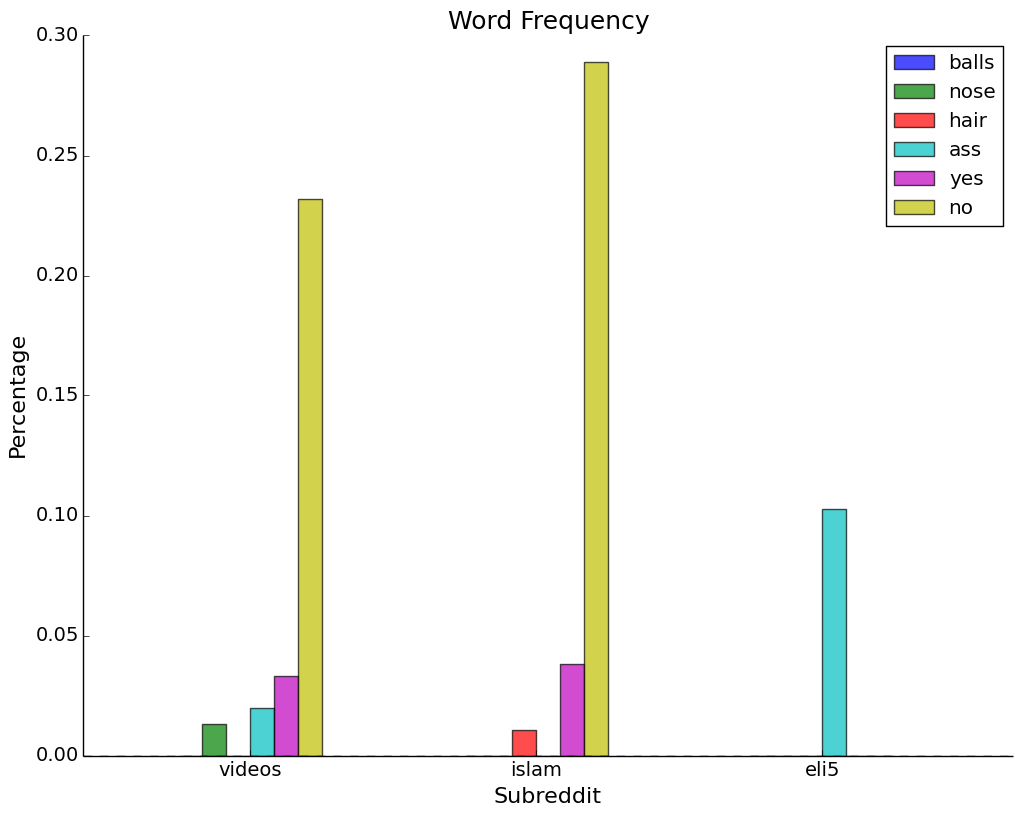 Word Frequency
0.30
0.25
0.20
0.15
0.10
0.05
0.00
Percentage
balls
nose
hair
ass
yes
no
videos
islam
eli5
Subreddit